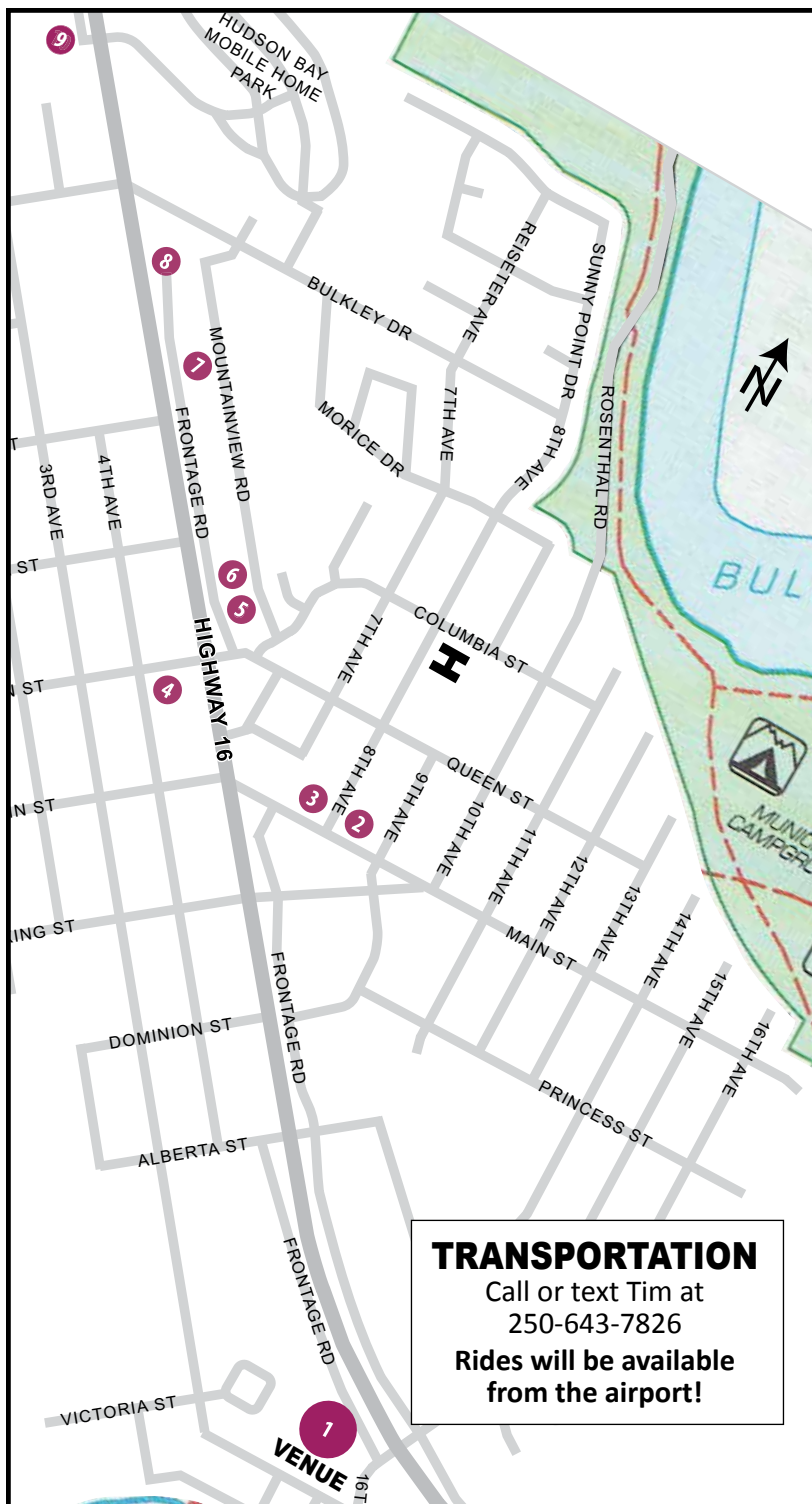 HUDSON BAY
MOBILE HOME
PARK
9
8
7
6
5
4
3
2
1
VENUE
BULKLEY DR
REISETER AVE
SUNNY POINT DR
MOUNTAINVIEW RD
MORICE DR
7TH AVE
8TH AVE
ROSENTHAL RD
N
FRONTAGE RD
3RD AVE
4TH AVE
ST
HIGHWAY 16
7TH AVE
COLUMBIA ST
H
ST
QUEEN ST
8TH AVE
9TH AVE
10TH AVE
11TH AVE
12TH AVE
13TH AVE
14TH AVE
15TH AVE
16TH AVE
MAIN ST
IN ST
ING ST
FRONTAGE RD
DOMINION ST
ALBERTA ST
PRINCESS ST
FRONTAGE RD
VICTORIA ST
16T
BUL
MUNIC
CAMPGR
TRANSPORTATION
Call or text Tim at
250-643-7826
Rides will be available
from the airport!